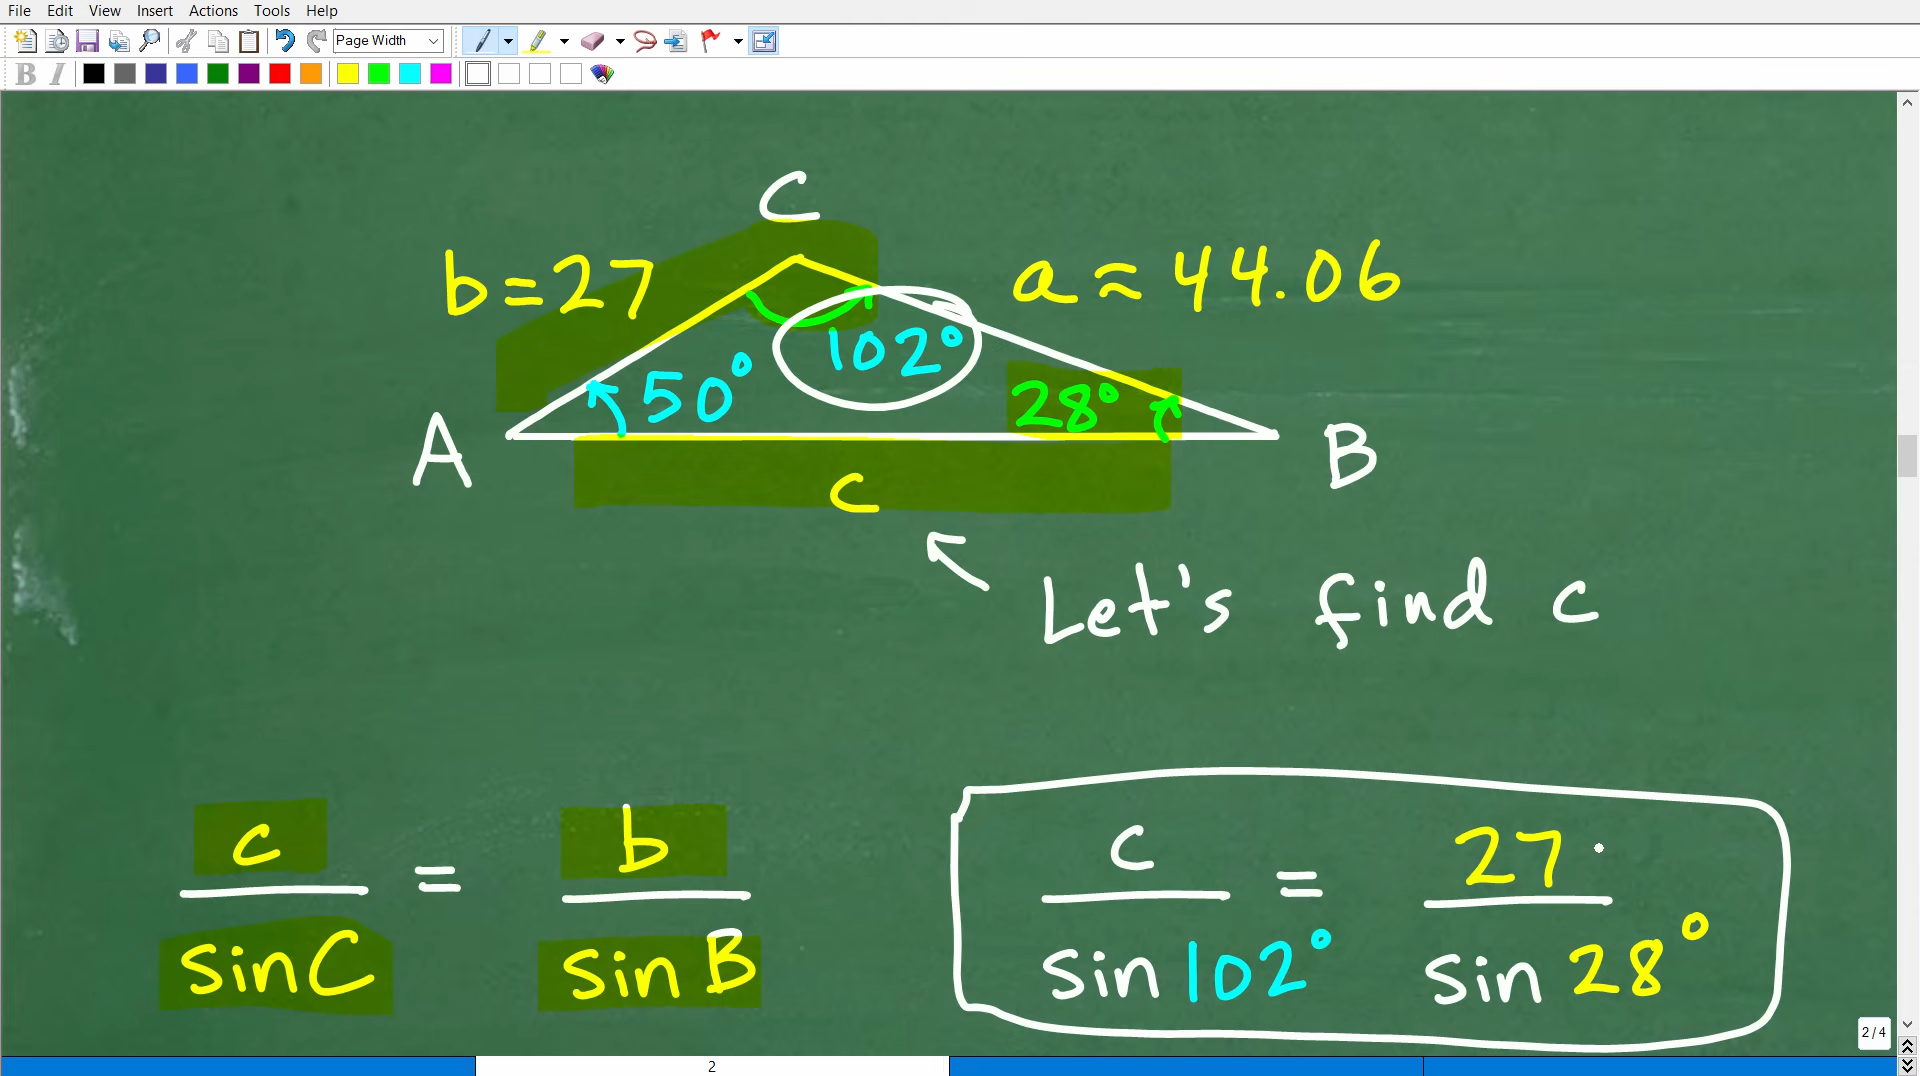 File Edit View Insert Actions Tools Help
Page Width
B I
C
b=27
a≈44.06
50°
102°
28°
A
B
c
Let's find c
c/sinC = b/sin B
c/sin 102° = 27/sin 28°
2/4
2